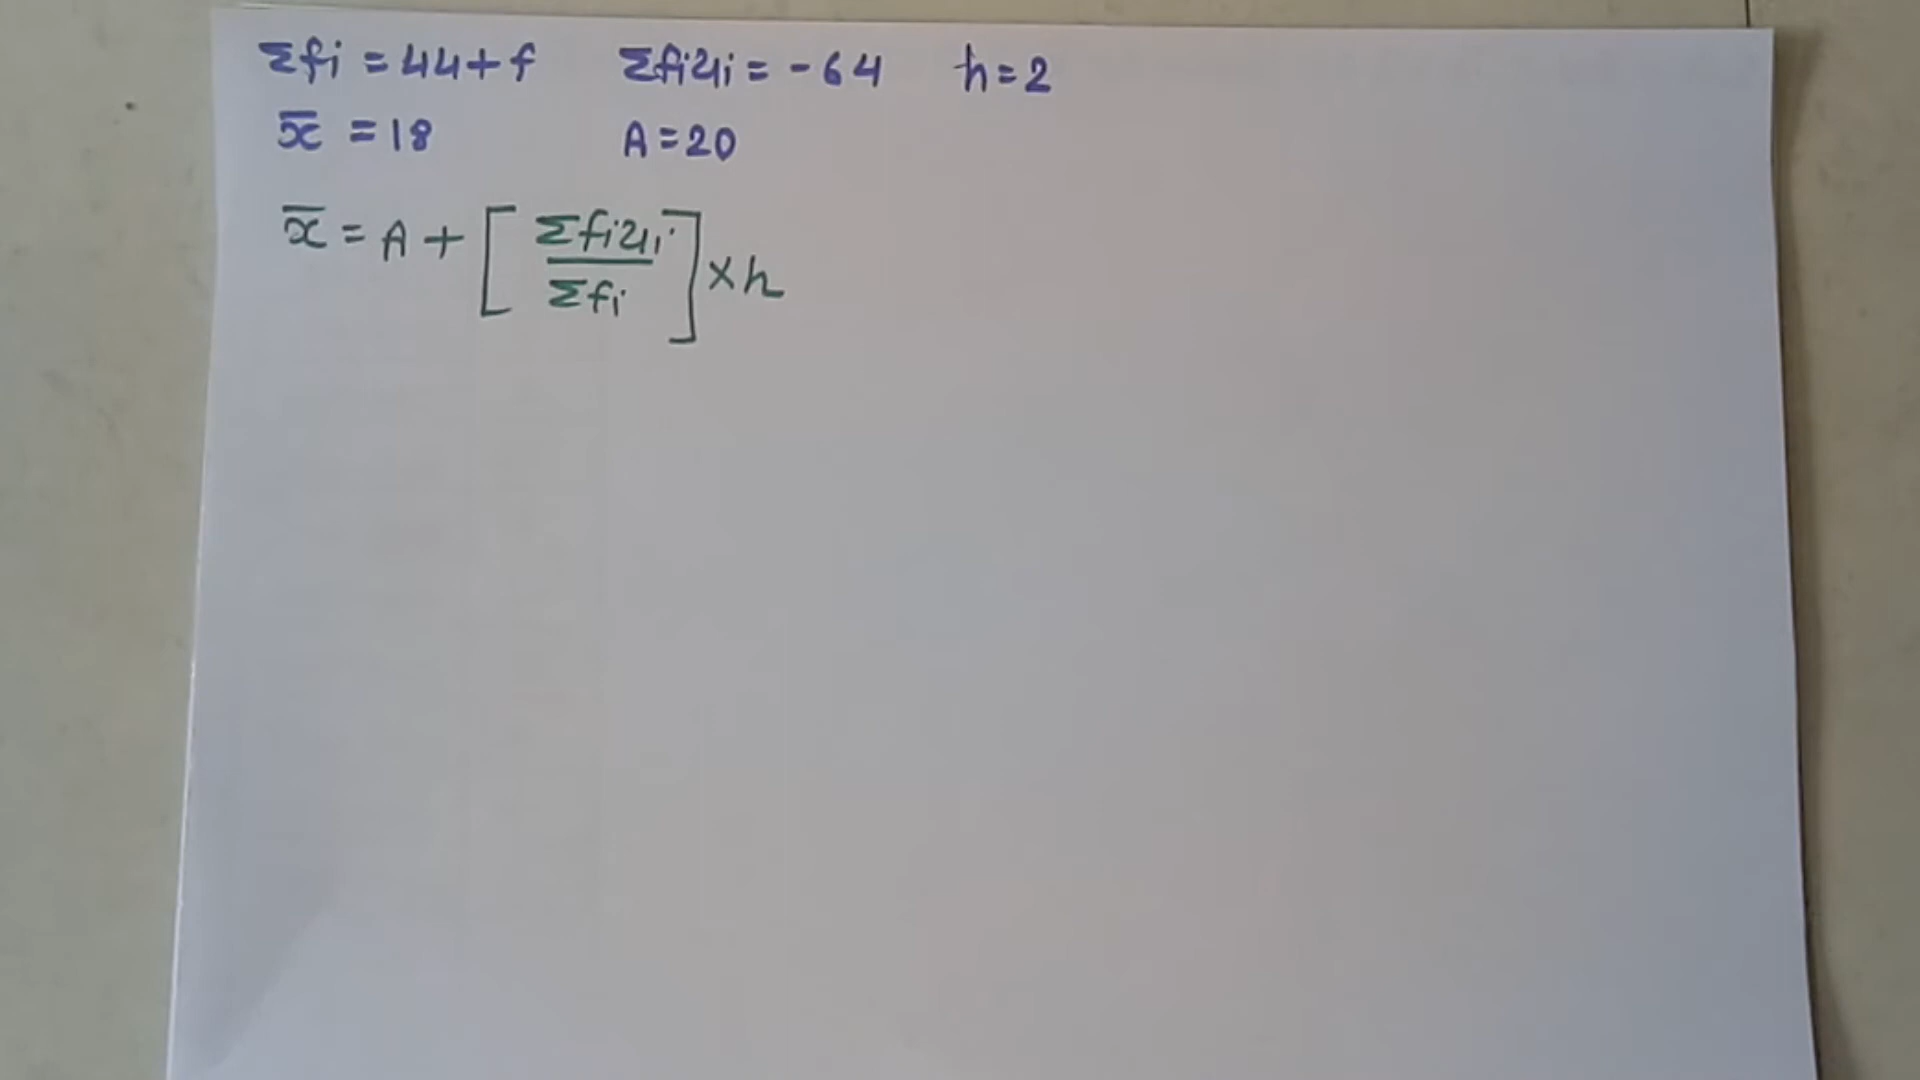 Σfi = 44+f Σfiui = -64 h=2
x̄ = 18 A=20
x̄ = A + [ Σfiui / Σfi ] × h